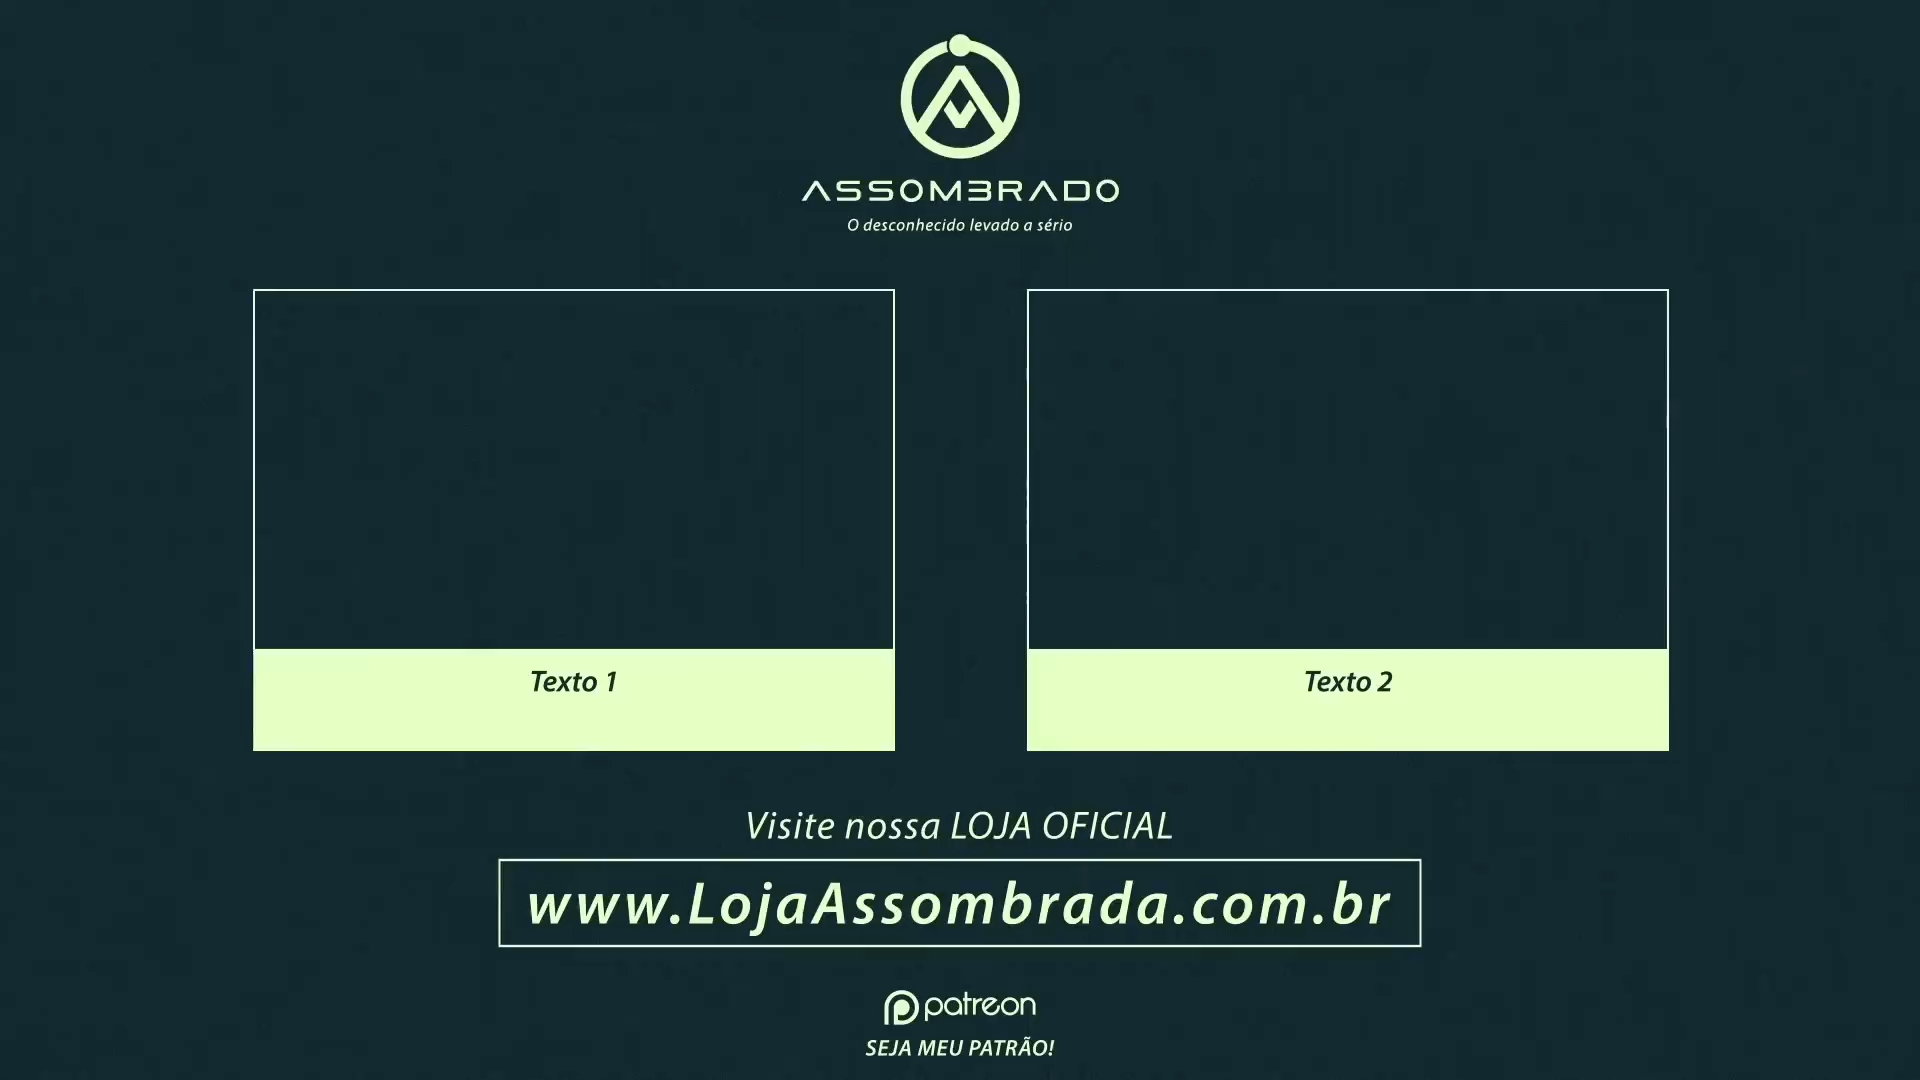 ASSOMBRADO
O desconhecido levado a sério
Texto 1
Texto 2
Visite nossa LOJA OFICIAL
www.LojaAssombrada.com.br
patreon
SEJA MEU PATRÃO!